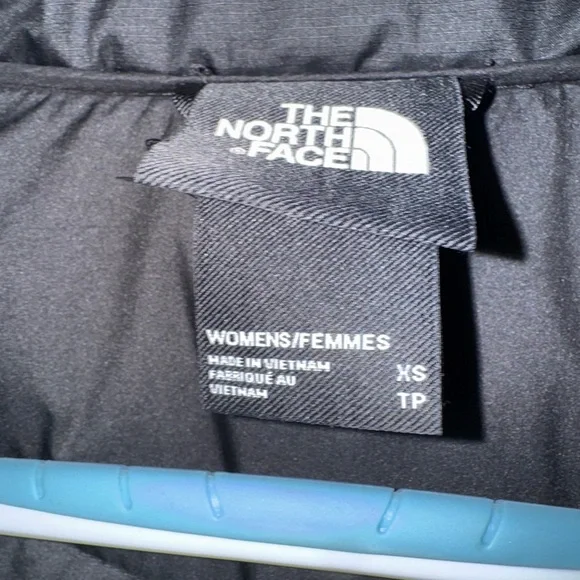 THE
NORTH
FACE
WOMENS/FEMMES
MADE IN VIETNAM XS
FABRIQUÉ AU
VIETNAM TP